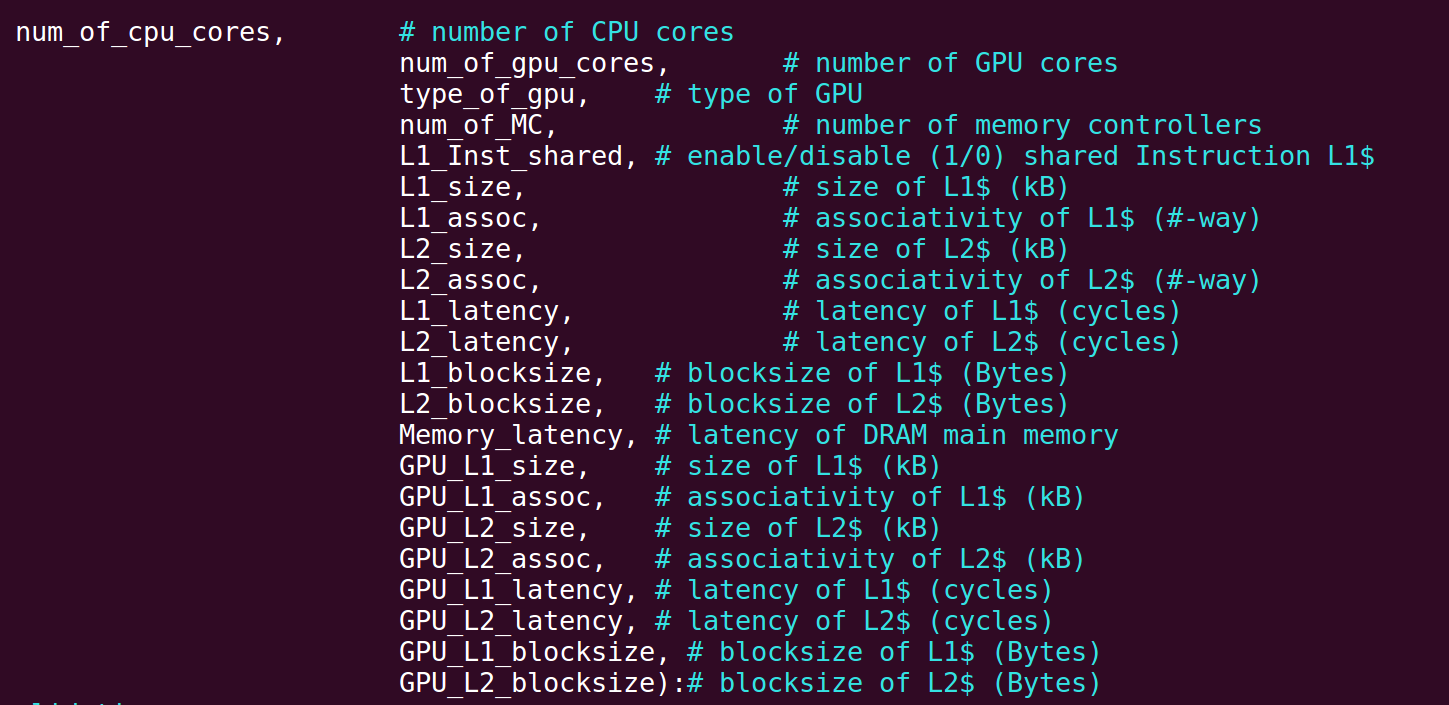 num_of_cpu_cores, # number of CPU cores
num_of_gpu_cores, # number of GPU cores
type_of_gpu, # type of GPU
num_of_MC, # number of memory controllers
L1_Inst_shared, # enable/disable (1/0) shared Instruction L1$
L1_size, # size of L1$ (kB)
L1_assoc, # associativity of L1$ (#-way)
L2_size, # size of L2$ (kB)
L2_assoc, # associativity of L2$ (#-way)
L1_latency, # latency of L1$ (cycles)
L2_latency, # latency of L2$ (cycles)
L1_blocksize, # blocksize of L1$ (Bytes)
L2_blocksize, # blocksize of L2$ (Bytes)
Memory_latency, # latency of DRAM main memory
GPU_L1_size, # size of L1$ (kB)
GPU_L1_assoc, # associativity of L1$ (kB)
GPU_L2_size, # size of L2$ (kB)
GPU_L2_assoc, # associativity of L2$ (kB)
GPU_L1_latency, # latency of L1$ (cycles)
GPU_L2_latency, # latency of L2$ (cycles)
GPU_L1_blocksize, # blocksize of L1$ (Bytes)
GPU_L2_blocksize):# blocksize of L2$ (Bytes)